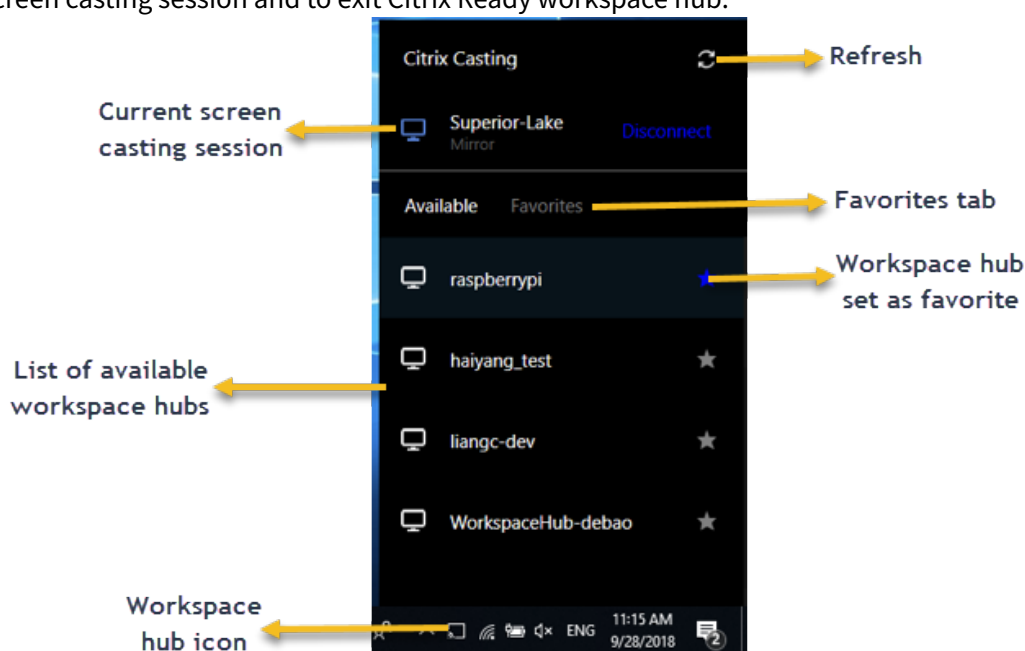 screen casting session and to exit Citrix Ready workspace hub.
Citrix Casting
Refresh
Current screen
casting session
Superior-Lake
Mirror
Disconnect
Available
Favorites
Favorites tab
raspberrypi
Workspace hub
set as favorite
haiyang_test
List of available
workspace hubs
liangc-dev
WorkspaceHub-debao
Workspace
hub icon
ENG
11:15 AM
9/28/2018
2